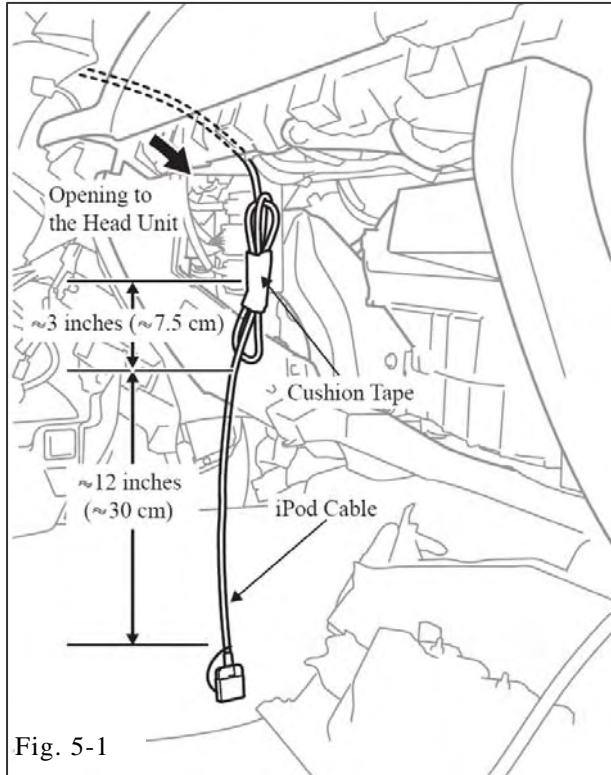 Opening to
the Head Unit
≈3 inches (≈7.5 cm)
Cushion Tape
≈12 inches
(≈30 cm)
iPod Cable
Fig. 5-1